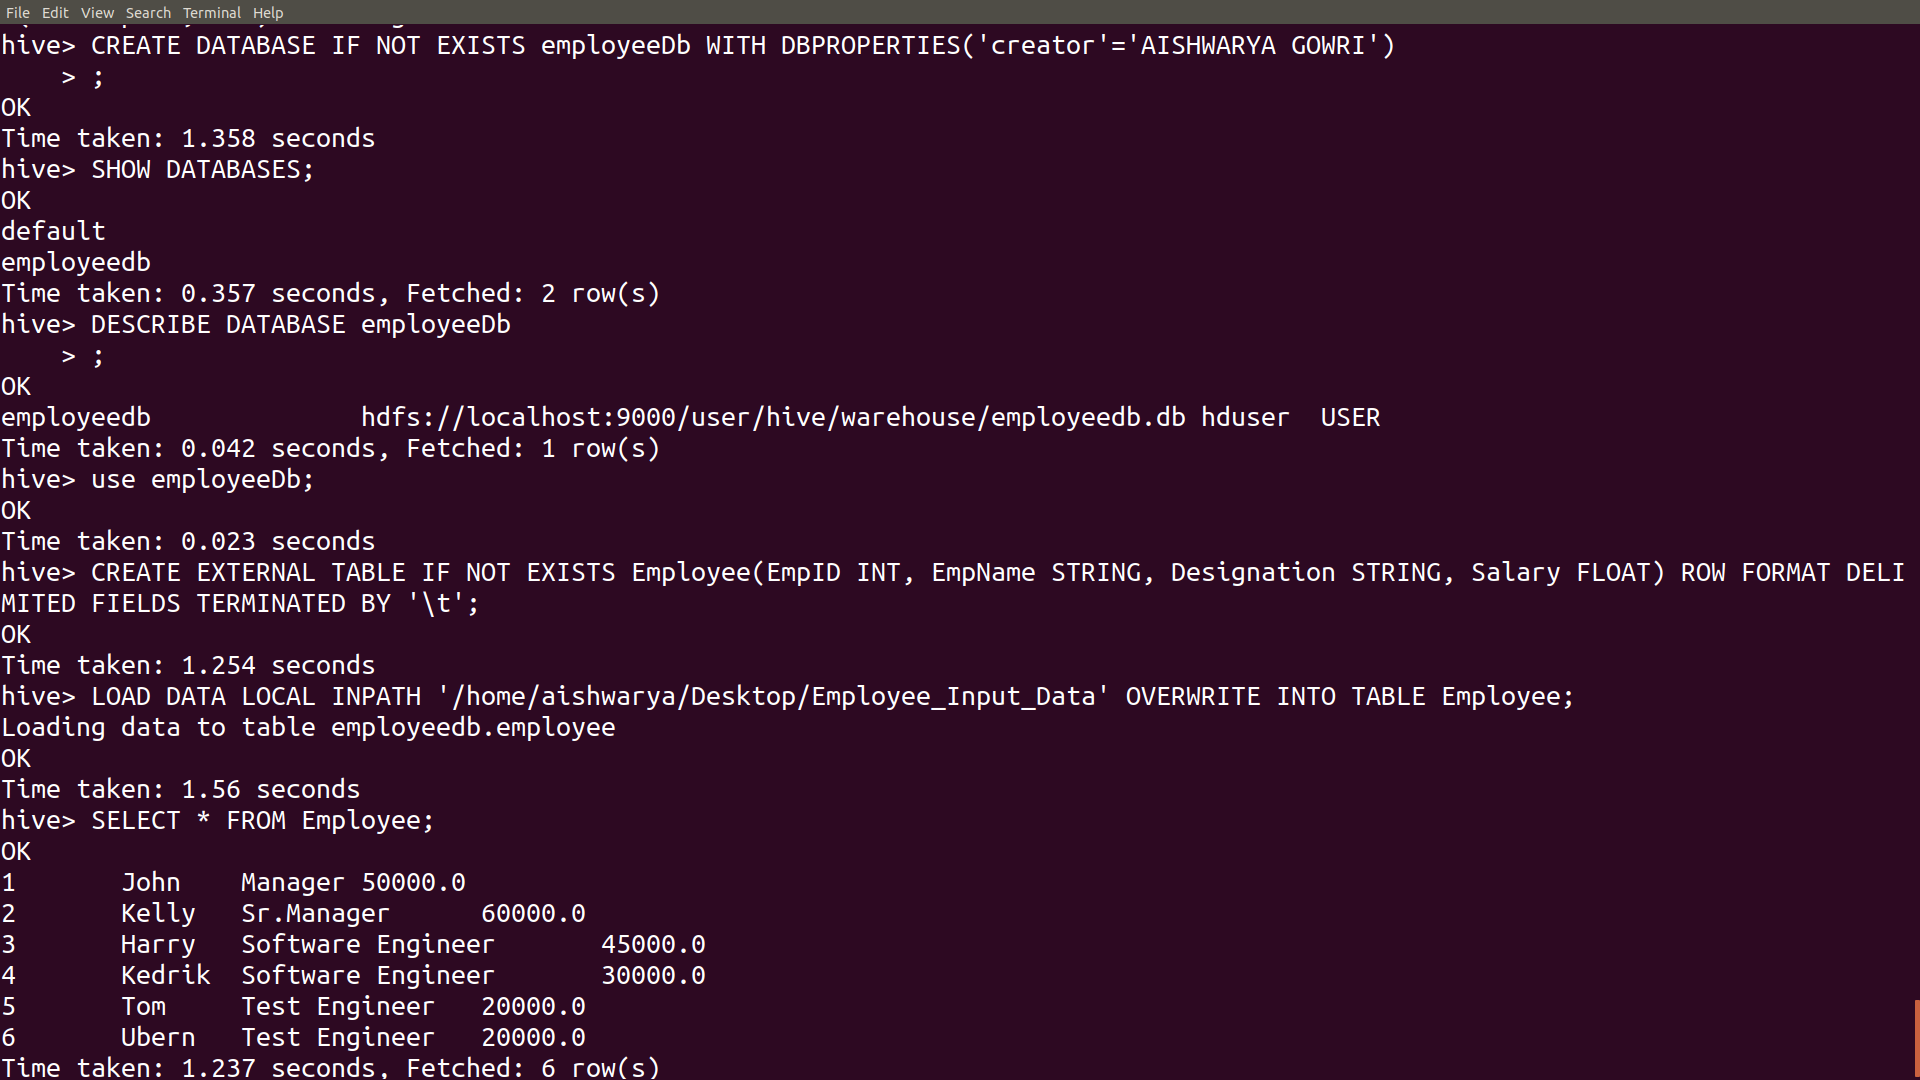 File Edit View Search Terminal Help
hive> CREATE DATABASE IF NOT EXISTS employeeDb WITH DBPROPERTIES('creator'='AISHWARYA GOWRI')
    > ;
OK
Time taken: 1.358 seconds
hive> SHOW DATABASES;
OK
default
employeedb
Time taken: 0.357 seconds, Fetched: 2 row(s)
hive> DESCRIBE DATABASE employeeDb
    > ;
OK
employeedb              hdfs://localhost:9000/user/hive/warehouse/employeedb.db hduser  USER
Time taken: 0.042 seconds, Fetched: 1 row(s)
hive> use employeeDb;
OK
Time taken: 0.023 seconds
hive> CREATE EXTERNAL TABLE IF NOT EXISTS Employee(EmpID INT, EmpName STRING, Designation STRING, Salary FLOAT) ROW FORMAT DELI
MITED FIELDS TERMINATED BY '\t';
OK
Time taken: 1.254 seconds
hive> LOAD DATA LOCAL INPATH '/home/aishwarya/Desktop/Employee_Input_Data' OVERWRITE INTO TABLE Employee;
Loading data to table employeedb.employee
OK
Time taken: 1.56 seconds
hive> SELECT * FROM Employee;
OK
1       John    Manager 50000.0
2       Kelly   Sr.Manager      60000.0
3       Harry   Software Engineer       45000.0
4       Kedrik  Software Engineer       30000.0
5       Tom     Test Engineer   20000.0
6       Ubern   Test Engineer   20000.0
Time taken: 1.237 seconds, Fetched: 6 row(s)